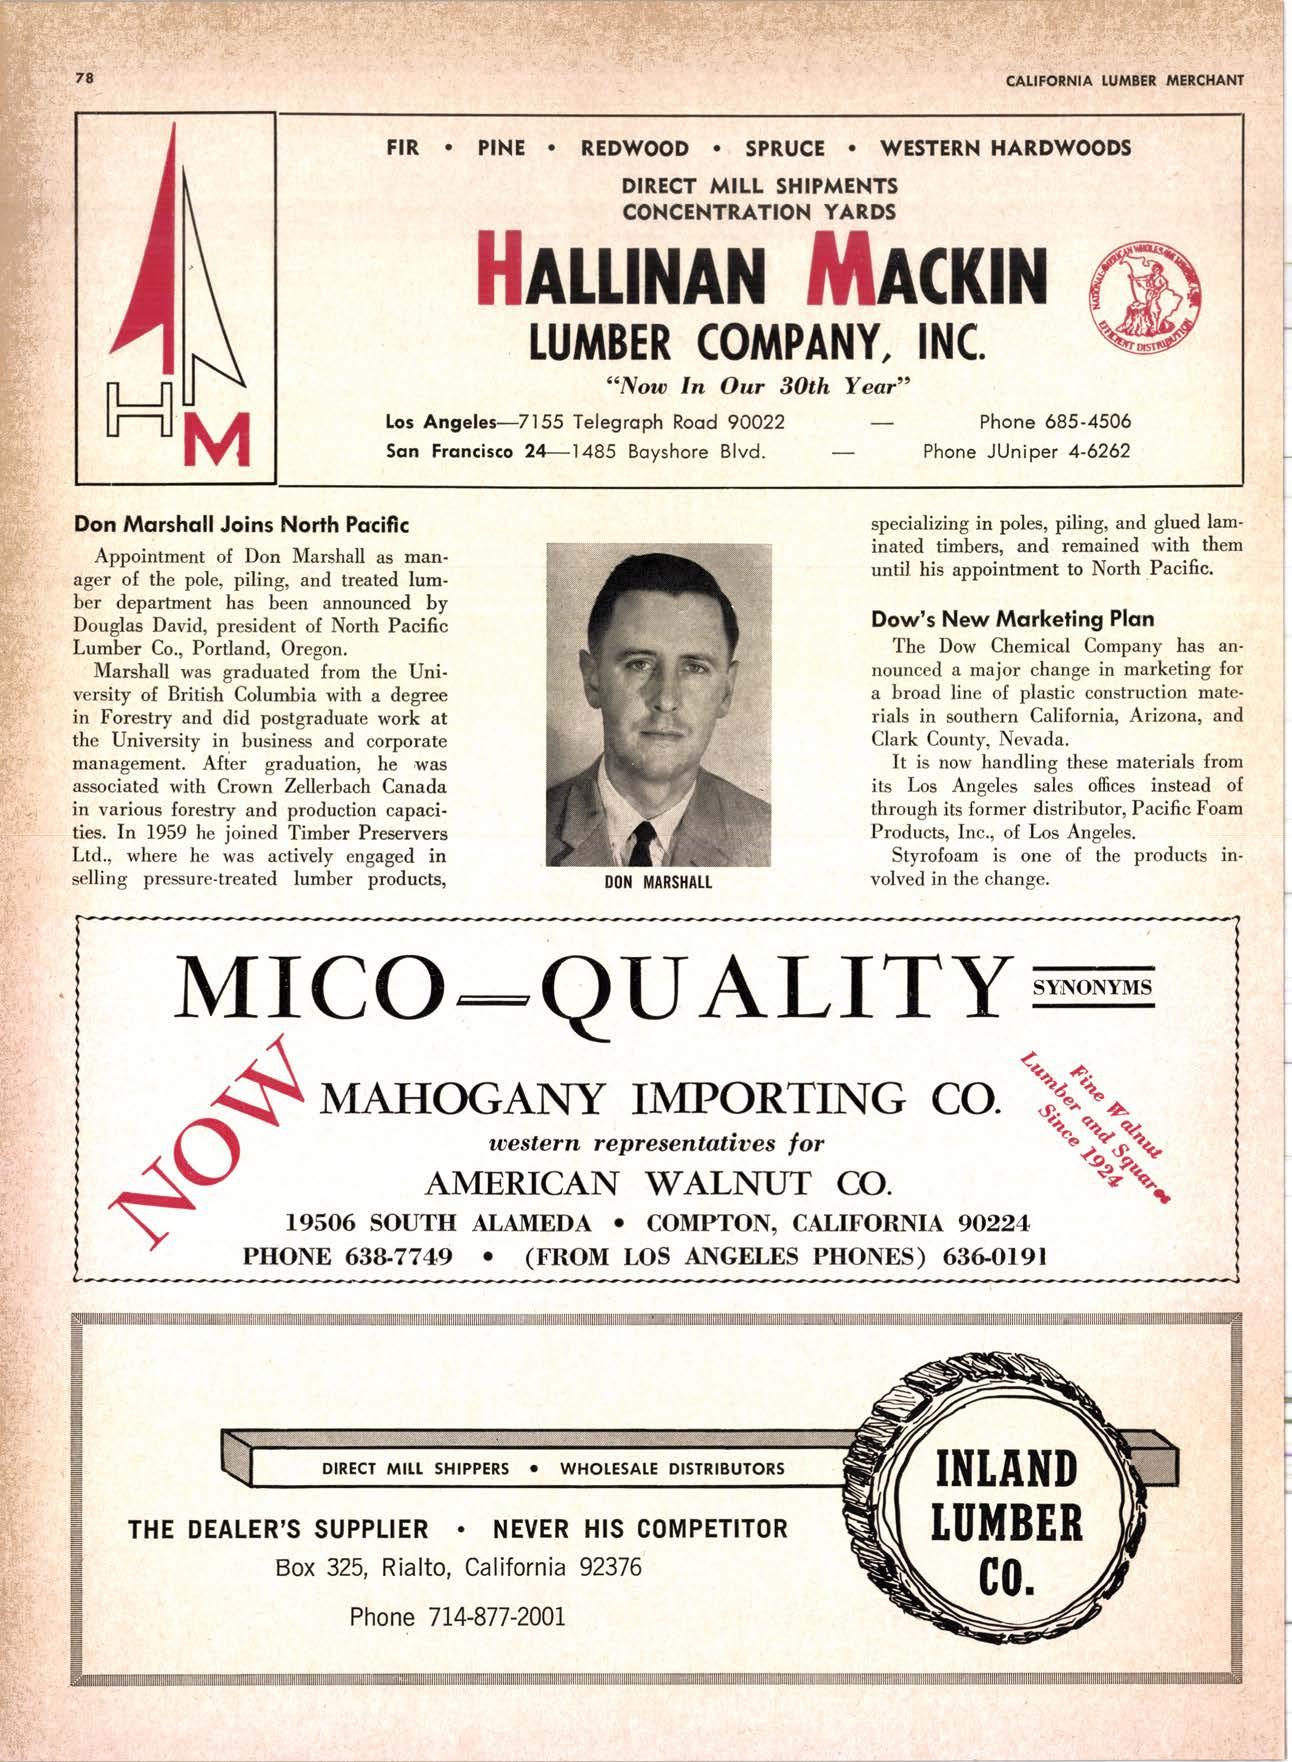 78
CALIFORNIA LUMBER MERCHANT
FIR • PINE • REDWOOD • SPRUCE • WESTERN HARDWOODS
DIRECT MILL SHIPMENTS
CONCENTRATION YARDS
HALLINAN MACKIN
LUMBER COMPANY, INC.
"Now In Our 30th Year"
Los Angeles—7155 Telegraph Road 90022 — Phone 685-4506
San Francisco 24—1485 Bayshore Blvd. — Phone JUniper 4-6262
H
M
NATIONAL AMERICAN WHOLESALE
EFFICIENT DISTRIBUTION
Don Marshall Joins North Pacific
Appointment of Don Marshall as man-
ager of the pole, piling, and treated lum-
ber department has been announced by
Douglas David, president of North Pacific
Lumber Co., Portland, Oregon.
Marshall was graduated from the Uni-
versity of British Columbia with a degree
in Forestry and did postgraduate work at
the University in business and corporate
management. After graduation, he was
associated with Crown Zellerbach Canada
in various forestry and production capaci-
ties. In 1959 he joined Timber Preservers
Ltd., where he was actively engaged in
selling pressure-treated lumber products,
DON MARSHALL
specializing in poles, piling, and glued lam-
inated timbers, and remained with them
until his appointment to North Pacific.
Dow's New Marketing Plan
The Dow Chemical Company has an-
nounced a major change in marketing for
a broad line of plastic construction mate-
rials in southern California, Arizona, and
Clark County, Nevada.
It is now handling these materials from
its Los Angeles sales offices instead of
through its former distributor, Pacific Foam
Products, Inc., of Los Angeles.
Styrofoam is one of the products in-
volved in the change.
MICO—QUALITY SYNONYMS
NOW
MAHOGANY IMPORTING CO.
western representatives for
AMERICAN WALNUT CO.
19506 SOUTH ALAMEDA • COMPTON, CALIFORNIA 90224
PHONE 638-7749 • (FROM LOS ANGELES PHONES) 636-0191
Fine Walnut
Lumber and Squares
Since 1924
DIRECT MILL SHIPPERS • WHOLESALE DISTRIBUTORS
THE DEALER'S SUPPLIER • NEVER HIS COMPETITOR
Box 325, Rialto, California 92376
Phone 714-877-2001
INLAND
LUMBER
CO.